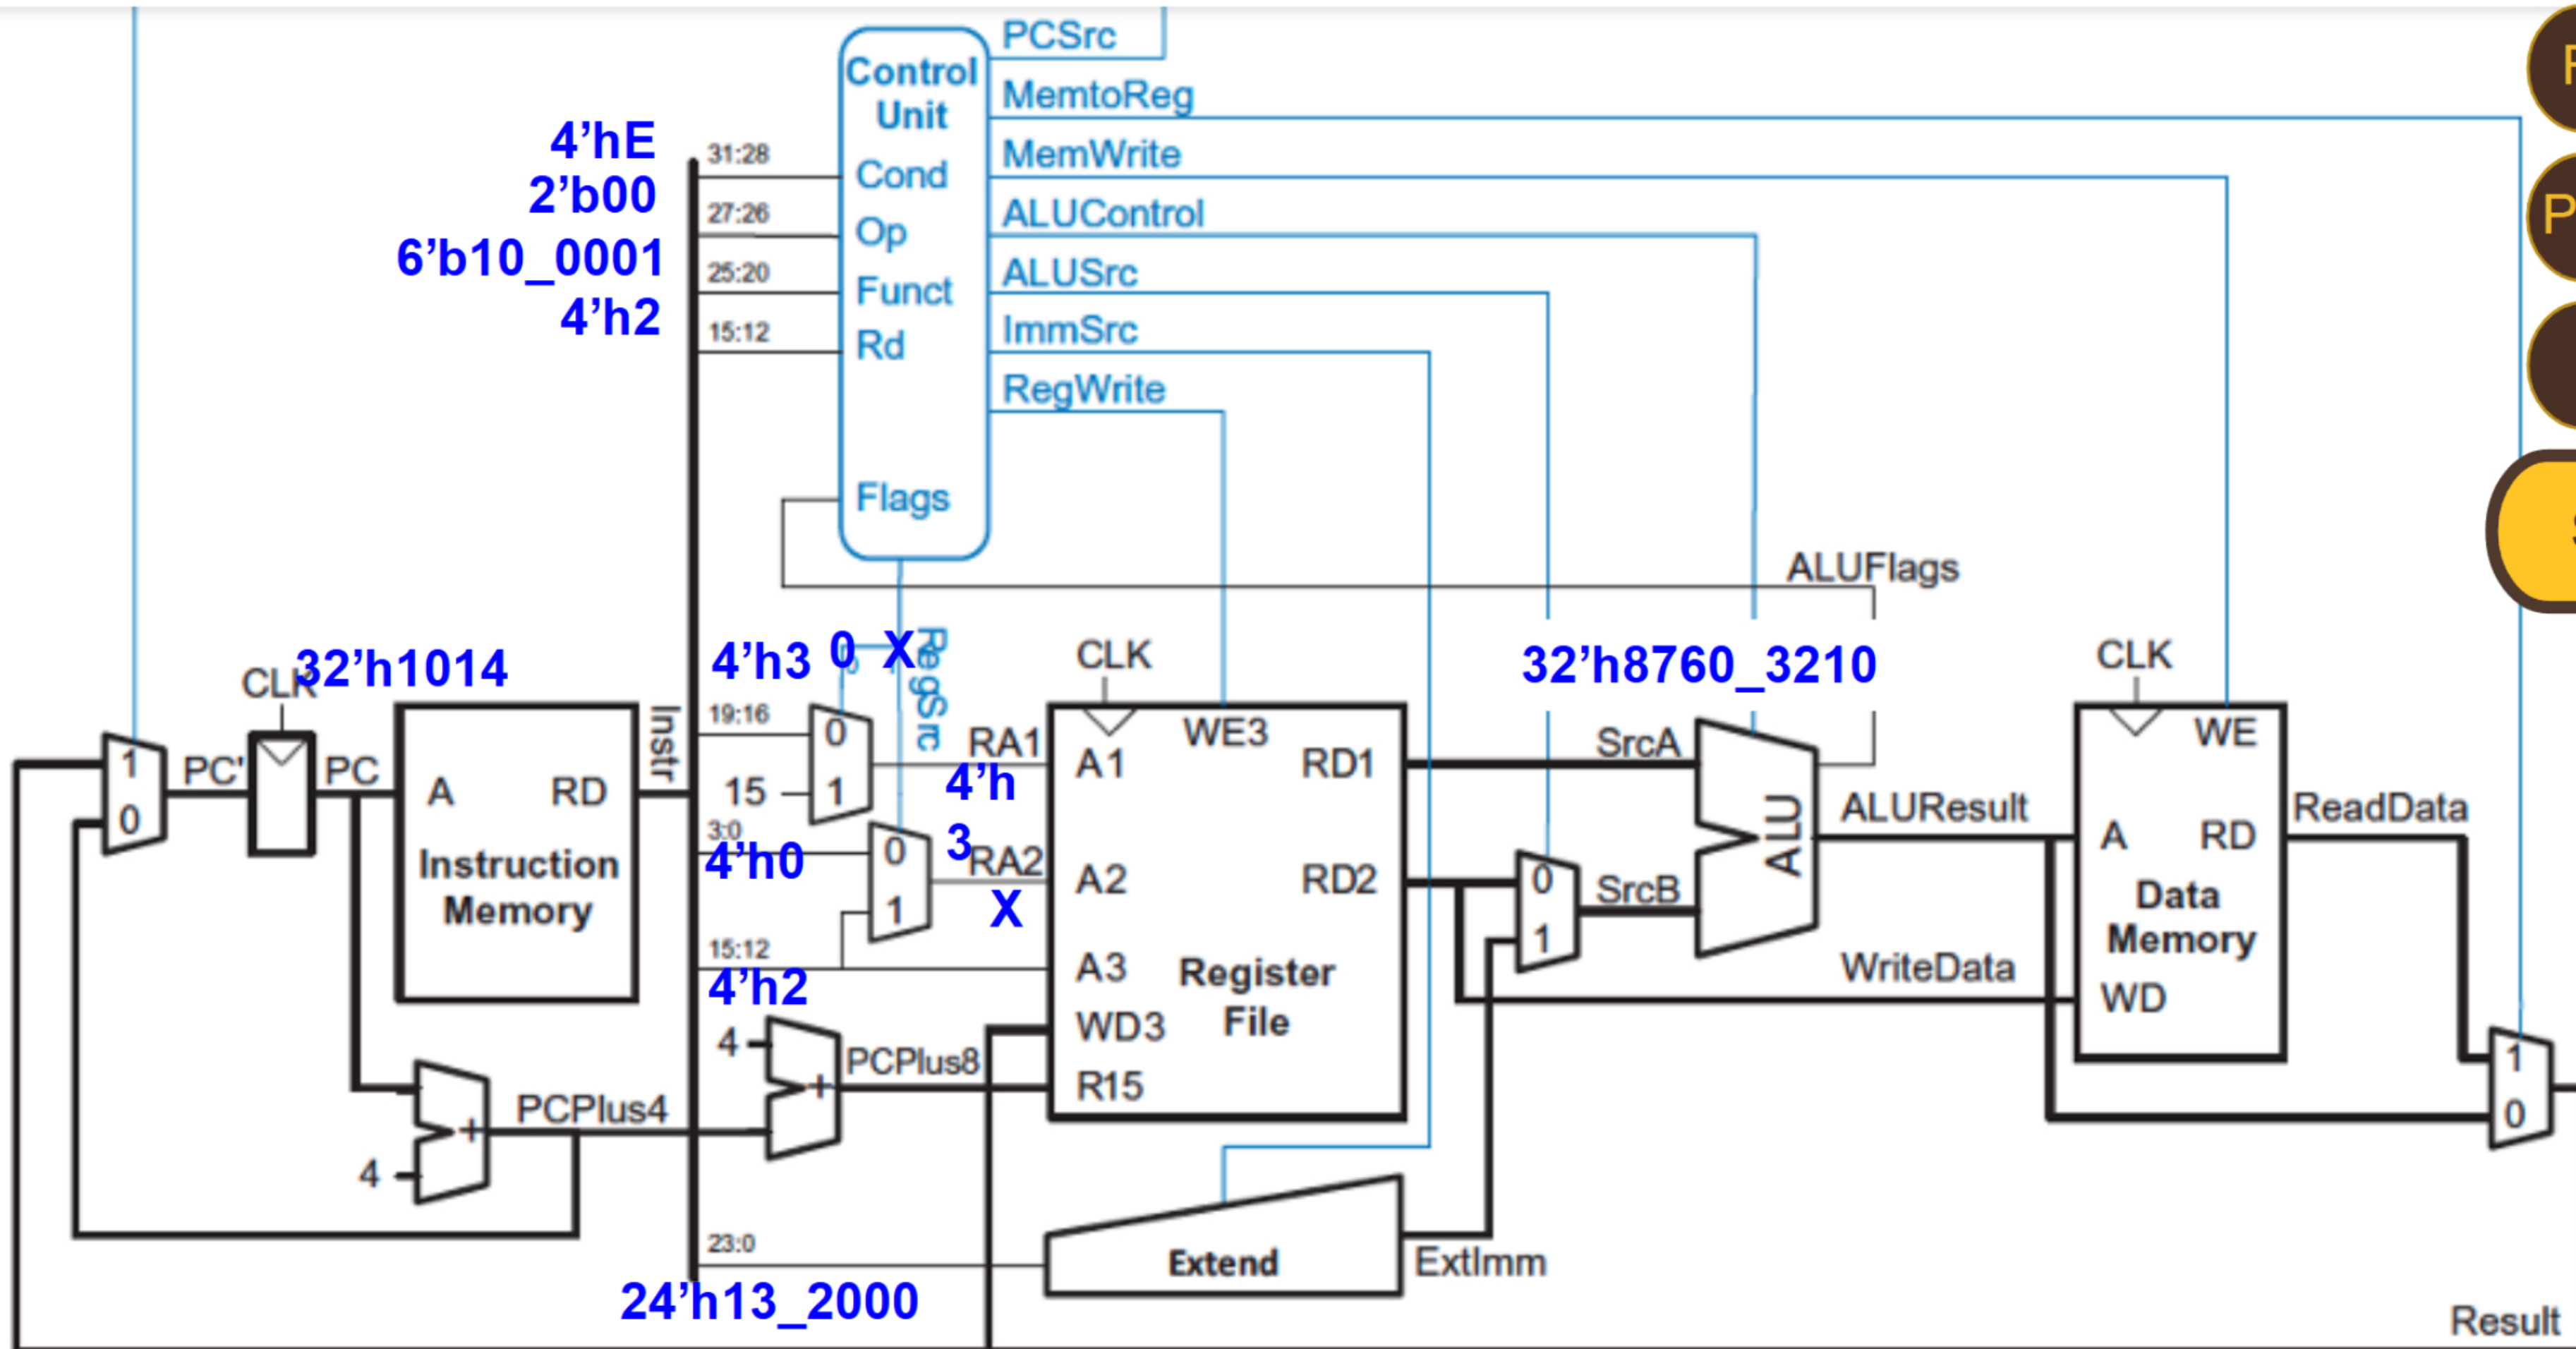 PCSrc
Control
Unit
MemtoReg
4'hE
31:28
Cond
MemWrite
2'b00
27:26
Op
ALUControl
6'b10_0001
25:20
Funct
ALUSrc
4'h2
15:12
Rd
ImmSrc
RegWrite
Flags
ALUFlags
CLK
32'h1014
4'h3
0
X
RegSrc
CLK
32'h8760_3210
CLK
19:16
0
RA1
A1
WE3
RD1
SrcA
WE
1
PC'
PC
A
RD
Instr
15
1
4'h
3
ALU
ALUResult
A
RD
ReadData
0
Instruction
Memory
3:0
4'h0
0
RA2
X
A2
RD2
0
SrcB
Data
Memory
1
1
15:12
4'h2
A3
Register
File
WriteData
WD
4
PCPlus8
WD3
+
R15
1
PCPlus4
+
4
0
23:0
Extend
ExtImm
24'h13_2000
Result
P